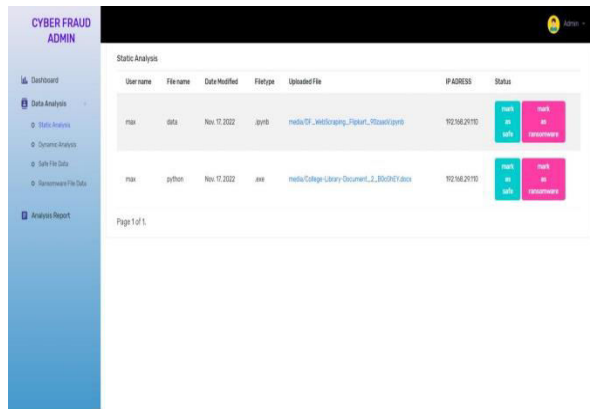 CYBER FRAUD
ADMIN
Admin
Dashboard
Data Analysis
Static Analysis
Dynamic Analysis
Safe File Data
Ransomware File Data
Analysis Report
Static Analysis
User name File name Date Modified Filetype Uploaded File IP ADRESS Status
max data Nov. 17, 2022 .ipynb 192.168.29.110 mark as safe mark as ransomware
max python Nov. 17, 2022 .exe 192.168.29.110 mark as safe mark as ransomware
Page 1 of 1.